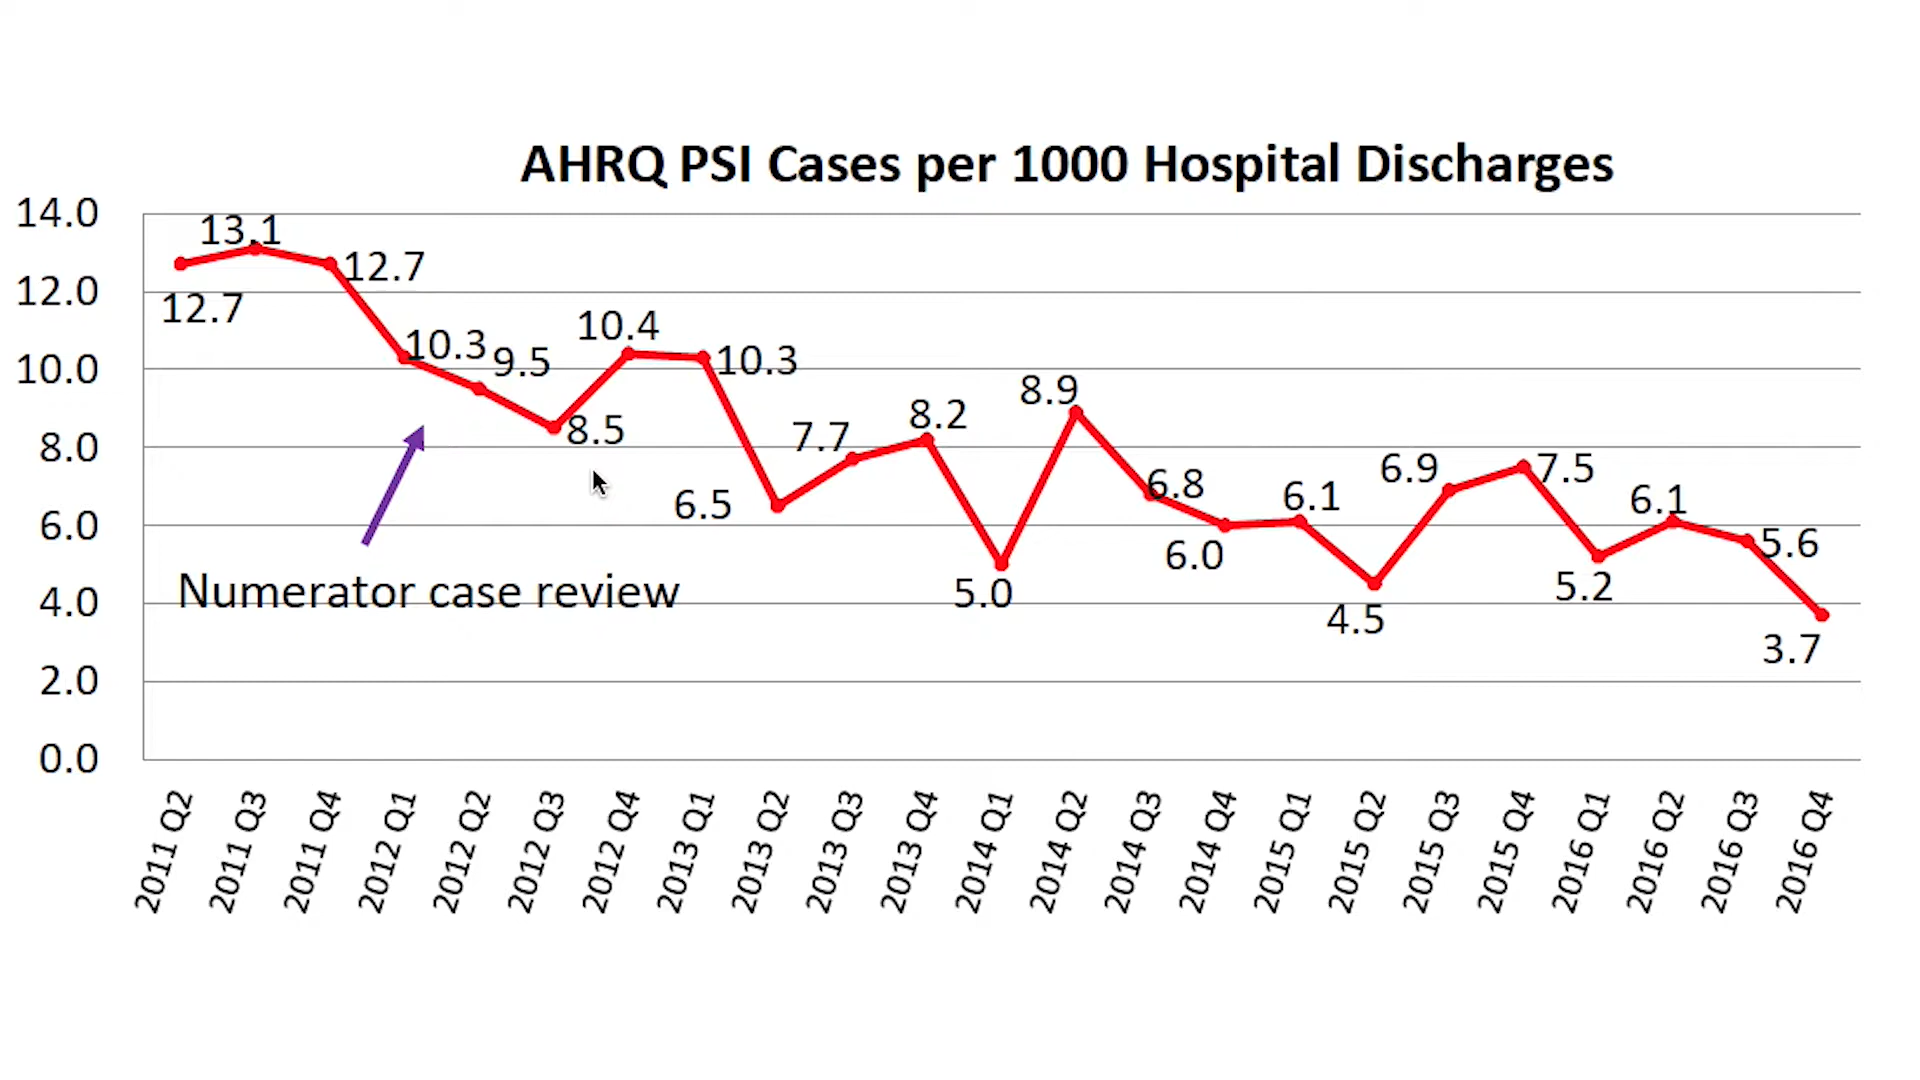 AHRQ PSI Cases per 1000 Hospital Discharges
14.0
12.0
10.0
8.0
6.0
4.0
2.0
0.0
12.7
13.1
12.7
10.3
9.5
8.5
10.4
10.3
6.5
7.7
8.2
5.0
8.9
6.8
6.0
6.1
4.5
6.9
7.5
5.2
6.1
5.6
3.7
Numerator case review
2011 Q2
2011 Q3
2011 Q4
2012 Q1
2012 Q2
2012 Q3
2012 Q4
2013 Q1
2013 Q2
2013 Q3
2013 Q4
2014 Q1
2014 Q2
2014 Q3
2014 Q4
2015 Q1
2015 Q2
2015 Q3
2015 Q4
2016 Q1
2016 Q2
2016 Q3
2016 Q4